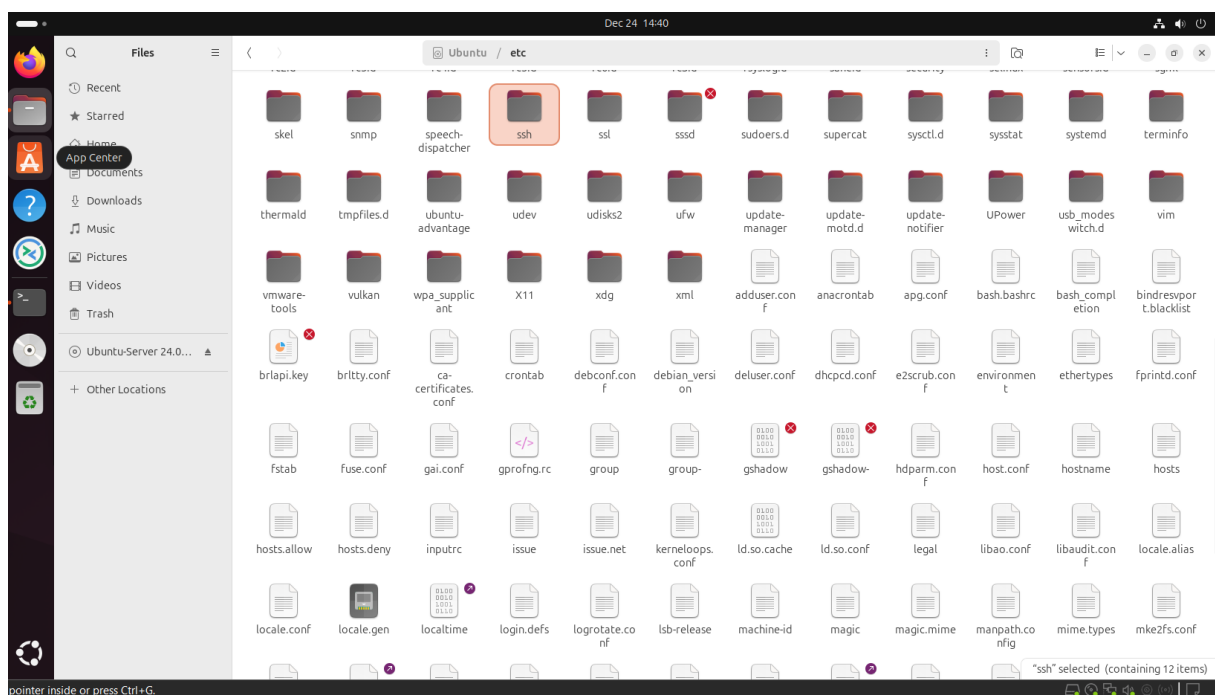 Dec 24 14:40
Files
Ubuntu / etc
Recent
Starred
Home
App Center
Documents
Downloads
Music
Pictures
Videos
Trash
Ubuntu-Server 24.0...
+ Other Locations
skel snmp speech- ssh ssl sssd sudoers.d supercat sysctl.d sysstat systemd terminfo
dispatcher
thermald tmpfiles.d ubuntu- udev udisks2 ufw update- update- update- UPower usb_modes vim
advantage manager motd.d notifier witch.d
vmware- vulkan wpa_supplic X11 xdg xml adduser.con anacrontab apg.conf bash.bashrc bash_compl bindresvpor
tools ant f etion t.blacklist
brlapi.key brltty.conf ca- crontab debconf.con debian_versi deluser.conf dhcpcd.conf e2scrub.con environmen ethertypes fprintd.conf
certificates. f on f t
conf
fstab fuse.conf gai.conf gprofng.rc group group- gshadow gshadow- hdparm.con host.conf hostname hosts
f
hosts.allow hosts.deny inputrc issue issue.net kerneloops. ld.so.cache ld.so.conf legal libao.conf libaudit.con locale.alias
conf f
locale.conf locale.gen localtime login.defs logrotate.co lsb-release machine-id magic magic.mime manpath.co mime.types mke2fs.conf
nf nfig
"ssh" selected (containing 12 items)
pointer inside or press Ctrl+G.